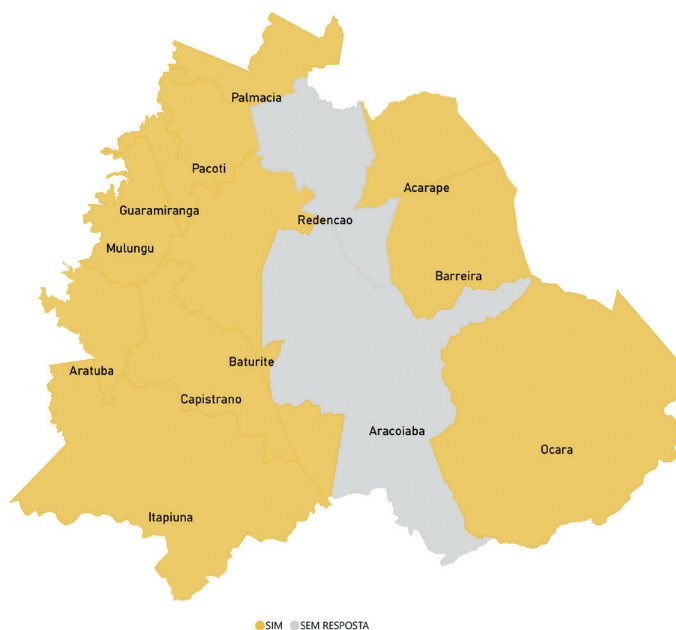 Palmacia
Pacoti
Acarape
Guaramiranga
Redencao
Mulungu
Barreira
Baturite
Aratuba
Capistrano
Aracoiaba
Ocara
Itapiuna
SIM SEM RESPOSTA